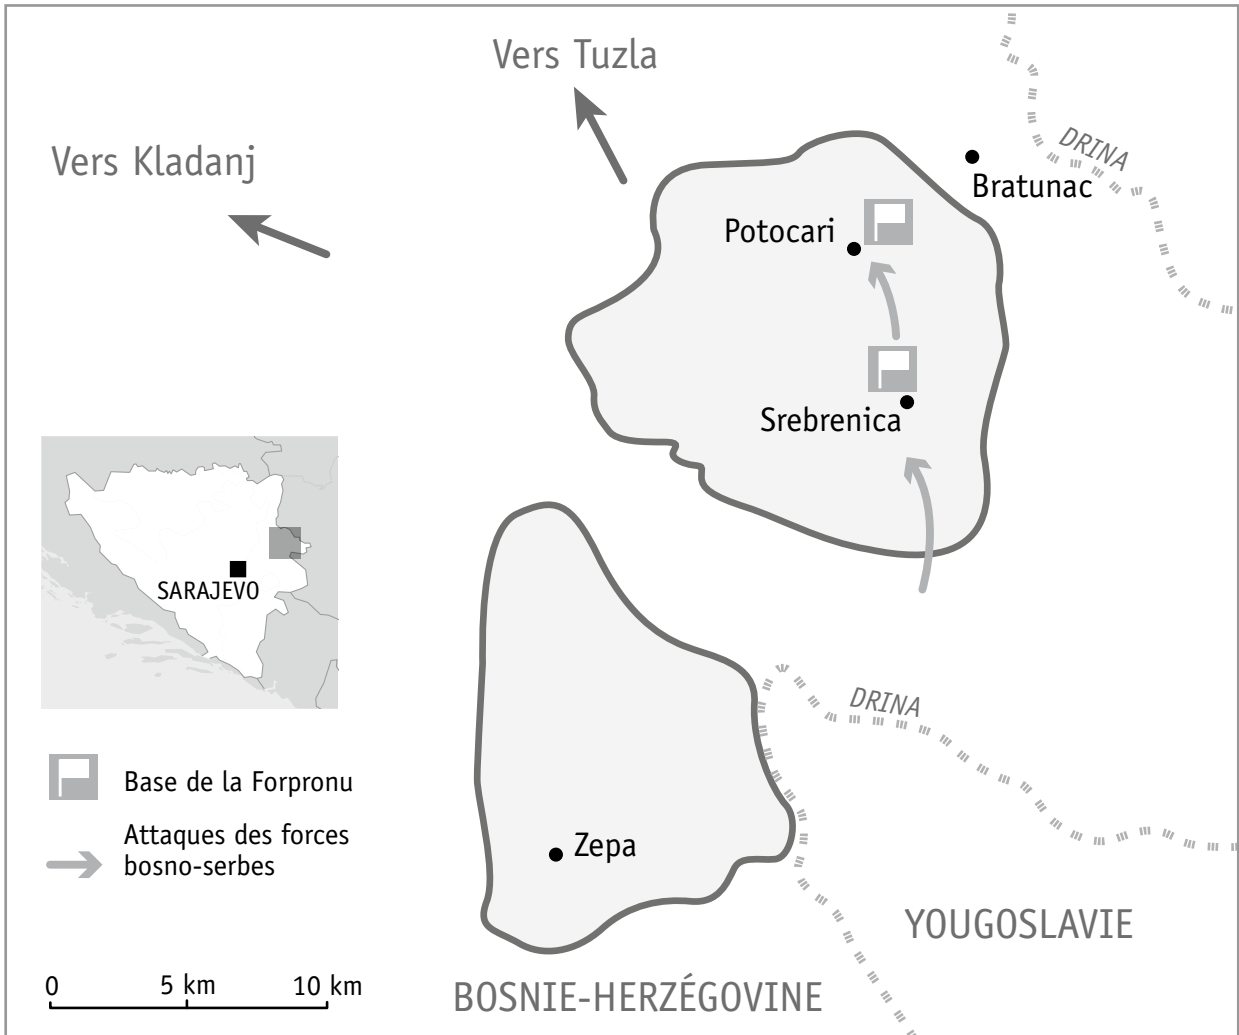 Vers Tuzla
Vers Kladanj
DRINA
Bratunac
Potocari
Srebrenica
SARAJEVO
DRINA
Base de la Forpronu
Attaques des forces
bosno-serbes
Zepa
YOUGOSLAVIE
0 5 km 10 km
BOSNIE-HERZÉGOVINE